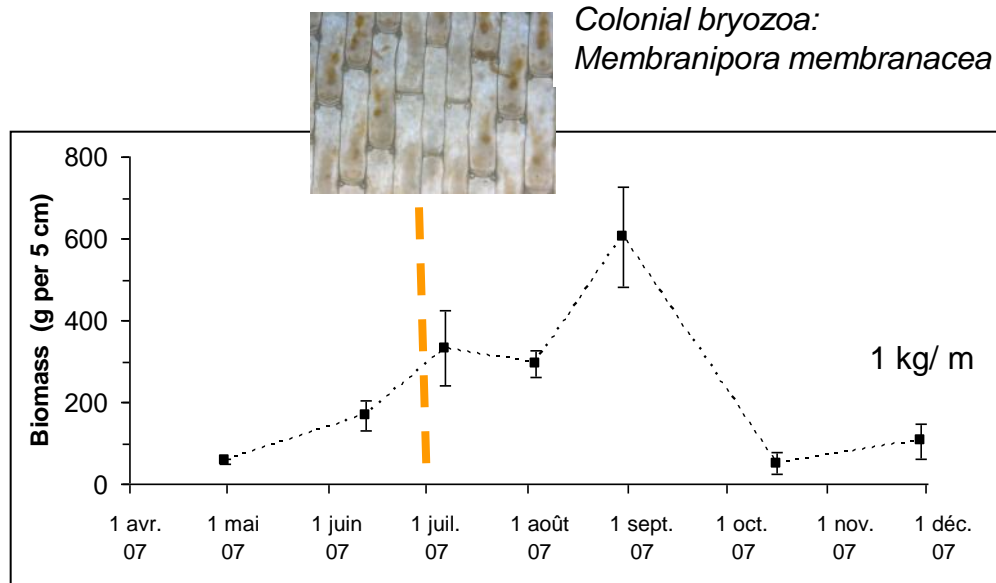 Colonial bryozoa:
Membranipora membranacea
Biomass (g per 5 cm)
800
600
400
200
0
1 kg/ m
1 avr. 1 mai 1 juin 1 juil. 1 août 1 sept. 1 oct. 1 nov. 1 déc.
07 07 07 07 07 07 07 07 07